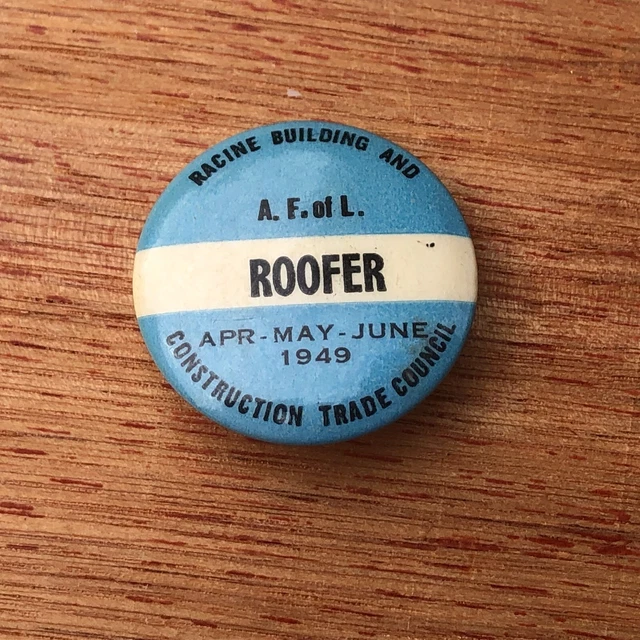 RACINE BUILDING AND
A. F. of L.
ROOFER
APR-MAY-JUNE
1949
CONSTRUCTION TRADE COUNCIL